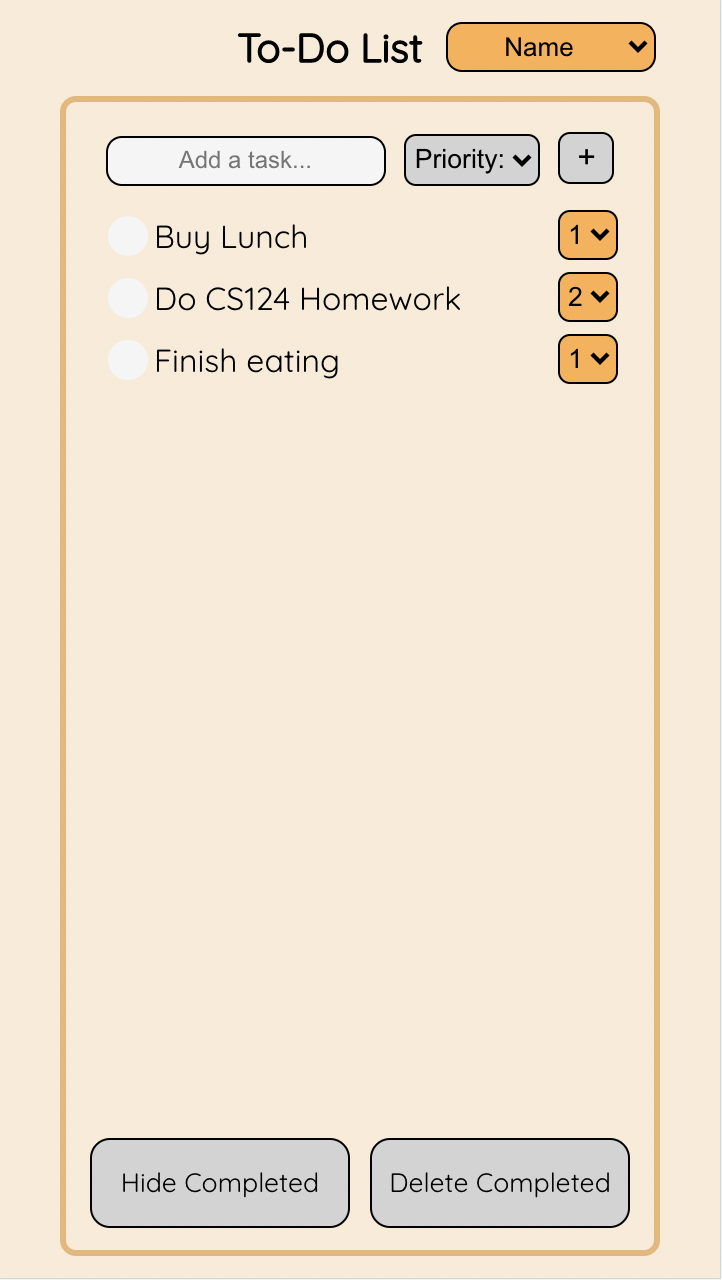 To-Do List Name
Add a task... Priority: +
Buy Lunch 1
Do CS124 Homework 2
Finish eating 1
Hide Completed Delete Completed